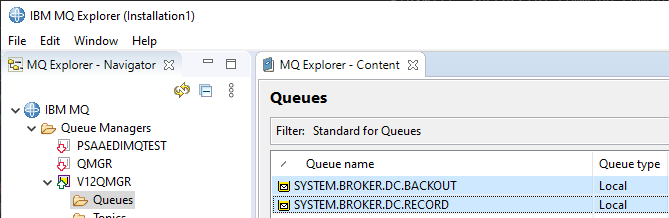 IBM MQ Explorer (Installation1)
File Edit Window Help
MQ Explorer - Navigator
MQ Explorer - Content
IBM MQ
Queue Managers
PSAAEDIMQTEST
QMGR
V12QMGR
Queues
Topics
Queues
Filter: Standard for Queues
Queue name Queue type
SYSTEM.BROKER.DC.BACKOUT Local
SYSTEM.BROKER.DC.RECORD Local